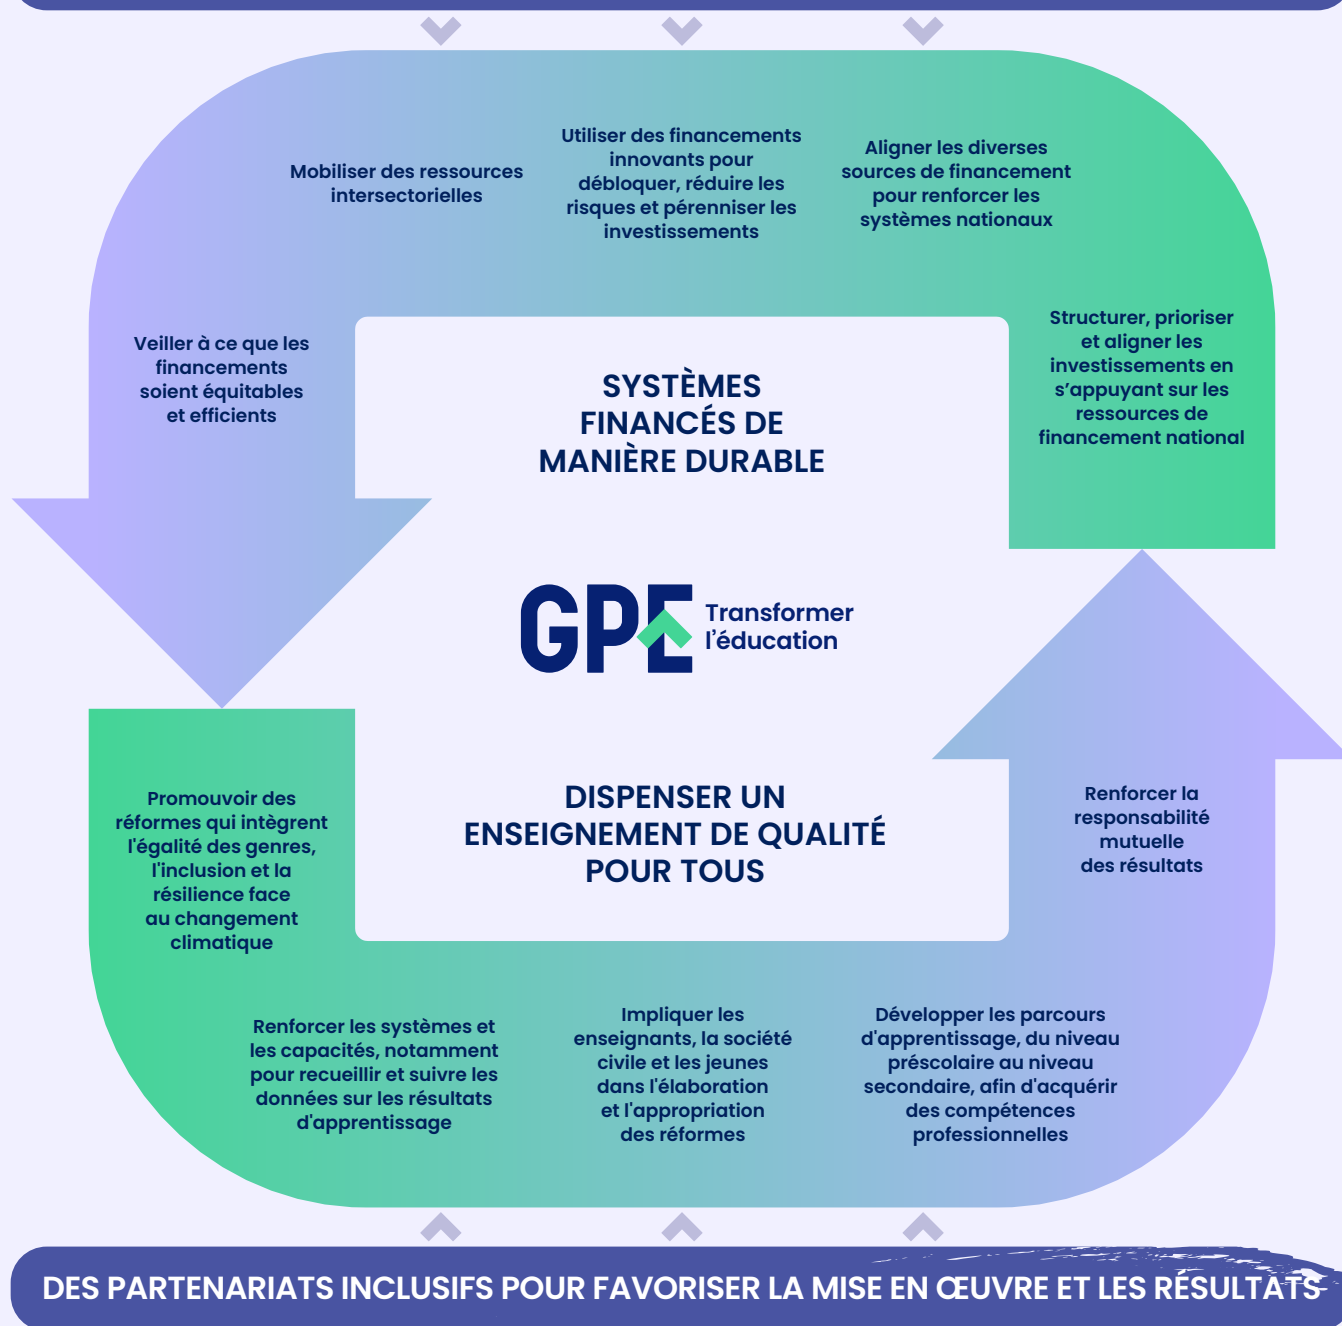 Mobiliser des ressources
intersectorielles
Utiliser des financements
innovants pour
débloquer, réduire les
risques et pérenniser les
investissements
Aligner les diverses
sources de financement
pour renforcer les
systèmes nationaux
Veiller à ce que les
financements
soient équitables
et efficients
SYSTÈMES
FINANCÉS DE
MANIÈRE DURABLE
Structurer, prioriser
et aligner les
investissements en
s’appuyant sur les
ressources de
financement national
GPE
Transformer
l’éducation
Promouvoir des
réformes qui intègrent
l'égalité des genres,
l'inclusion et la
résilience face
au changement
climatique
DISPENSER UN
ENSEIGNEMENT DE QUALITÉ
POUR TOUS
Renforcer la
responsabilité
mutuelle
des résultats
Renforcer les systèmes et
les capacités, notamment
pour recueillir et suivre les
données sur les résultats
d'apprentissage
Impliquer les
enseignants, la société
civile et les jeunes
dans l'élaboration
et l'appropriation
des réformes
Développer les parcours
d'apprentissage, du niveau
préscolaire au niveau
secondaire, afin d'acquérir
des compétences
professionnelles
DES PARTENARIATS INCLUSIFS POUR FAVORISER LA MISE EN ŒUVRE ET LES RÉSULTATS